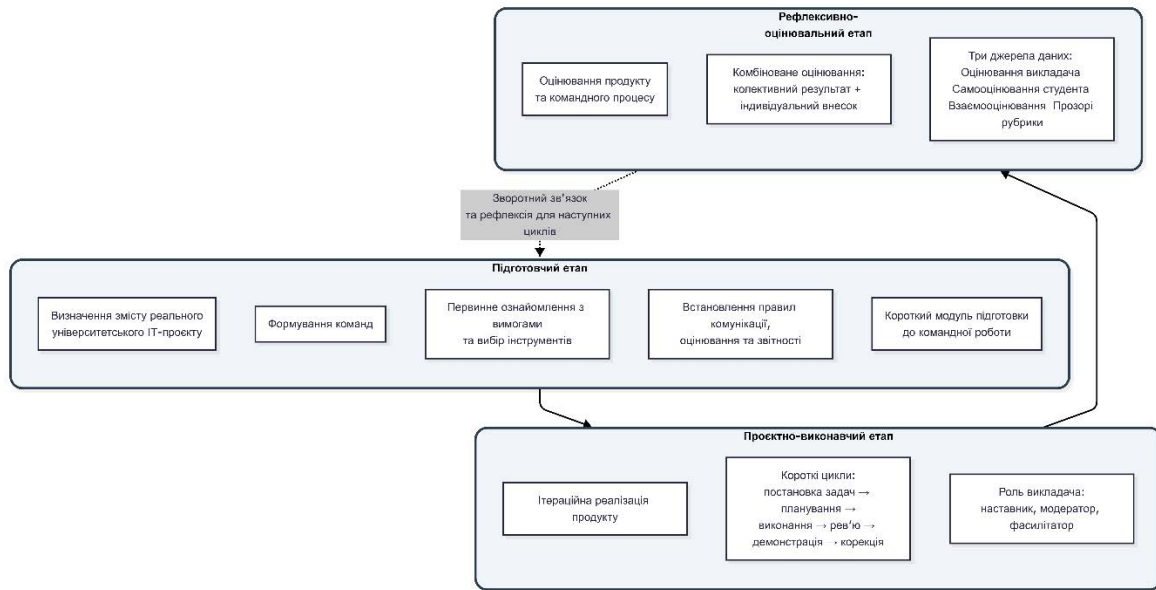 Рефлексивно-
оцінювальний етап
Оцінювання продукту
та командного процесу
Комбіноване оцінювання:
колективний результат +
індивідуальний внесок
Три джерела даних:
Оцінювання викладача
Самооцінювання студента
Взаємооцінювання Прозорі
рубрики
Зворотний зв’язок
та рефлексія для наступних
циклів
Підготовчий етап
Визначення змісту реального
університетського ІТ-проєкту
Формування команд
Первинне ознайомлення з
вимогами
та вибір інструментів
Встановлення правил
комунікації,
оцінювання та звітності
Короткий модуль підготовки
до командної роботи
Проєктно-виконавчий етап
Ітераційна реалізація
продукту
Короткі цикли:
постановка задач →
планування →
виконання → рев’ю →
демонстрація → корекція
Роль викладача:
наставник, модератор,
фасилітатор